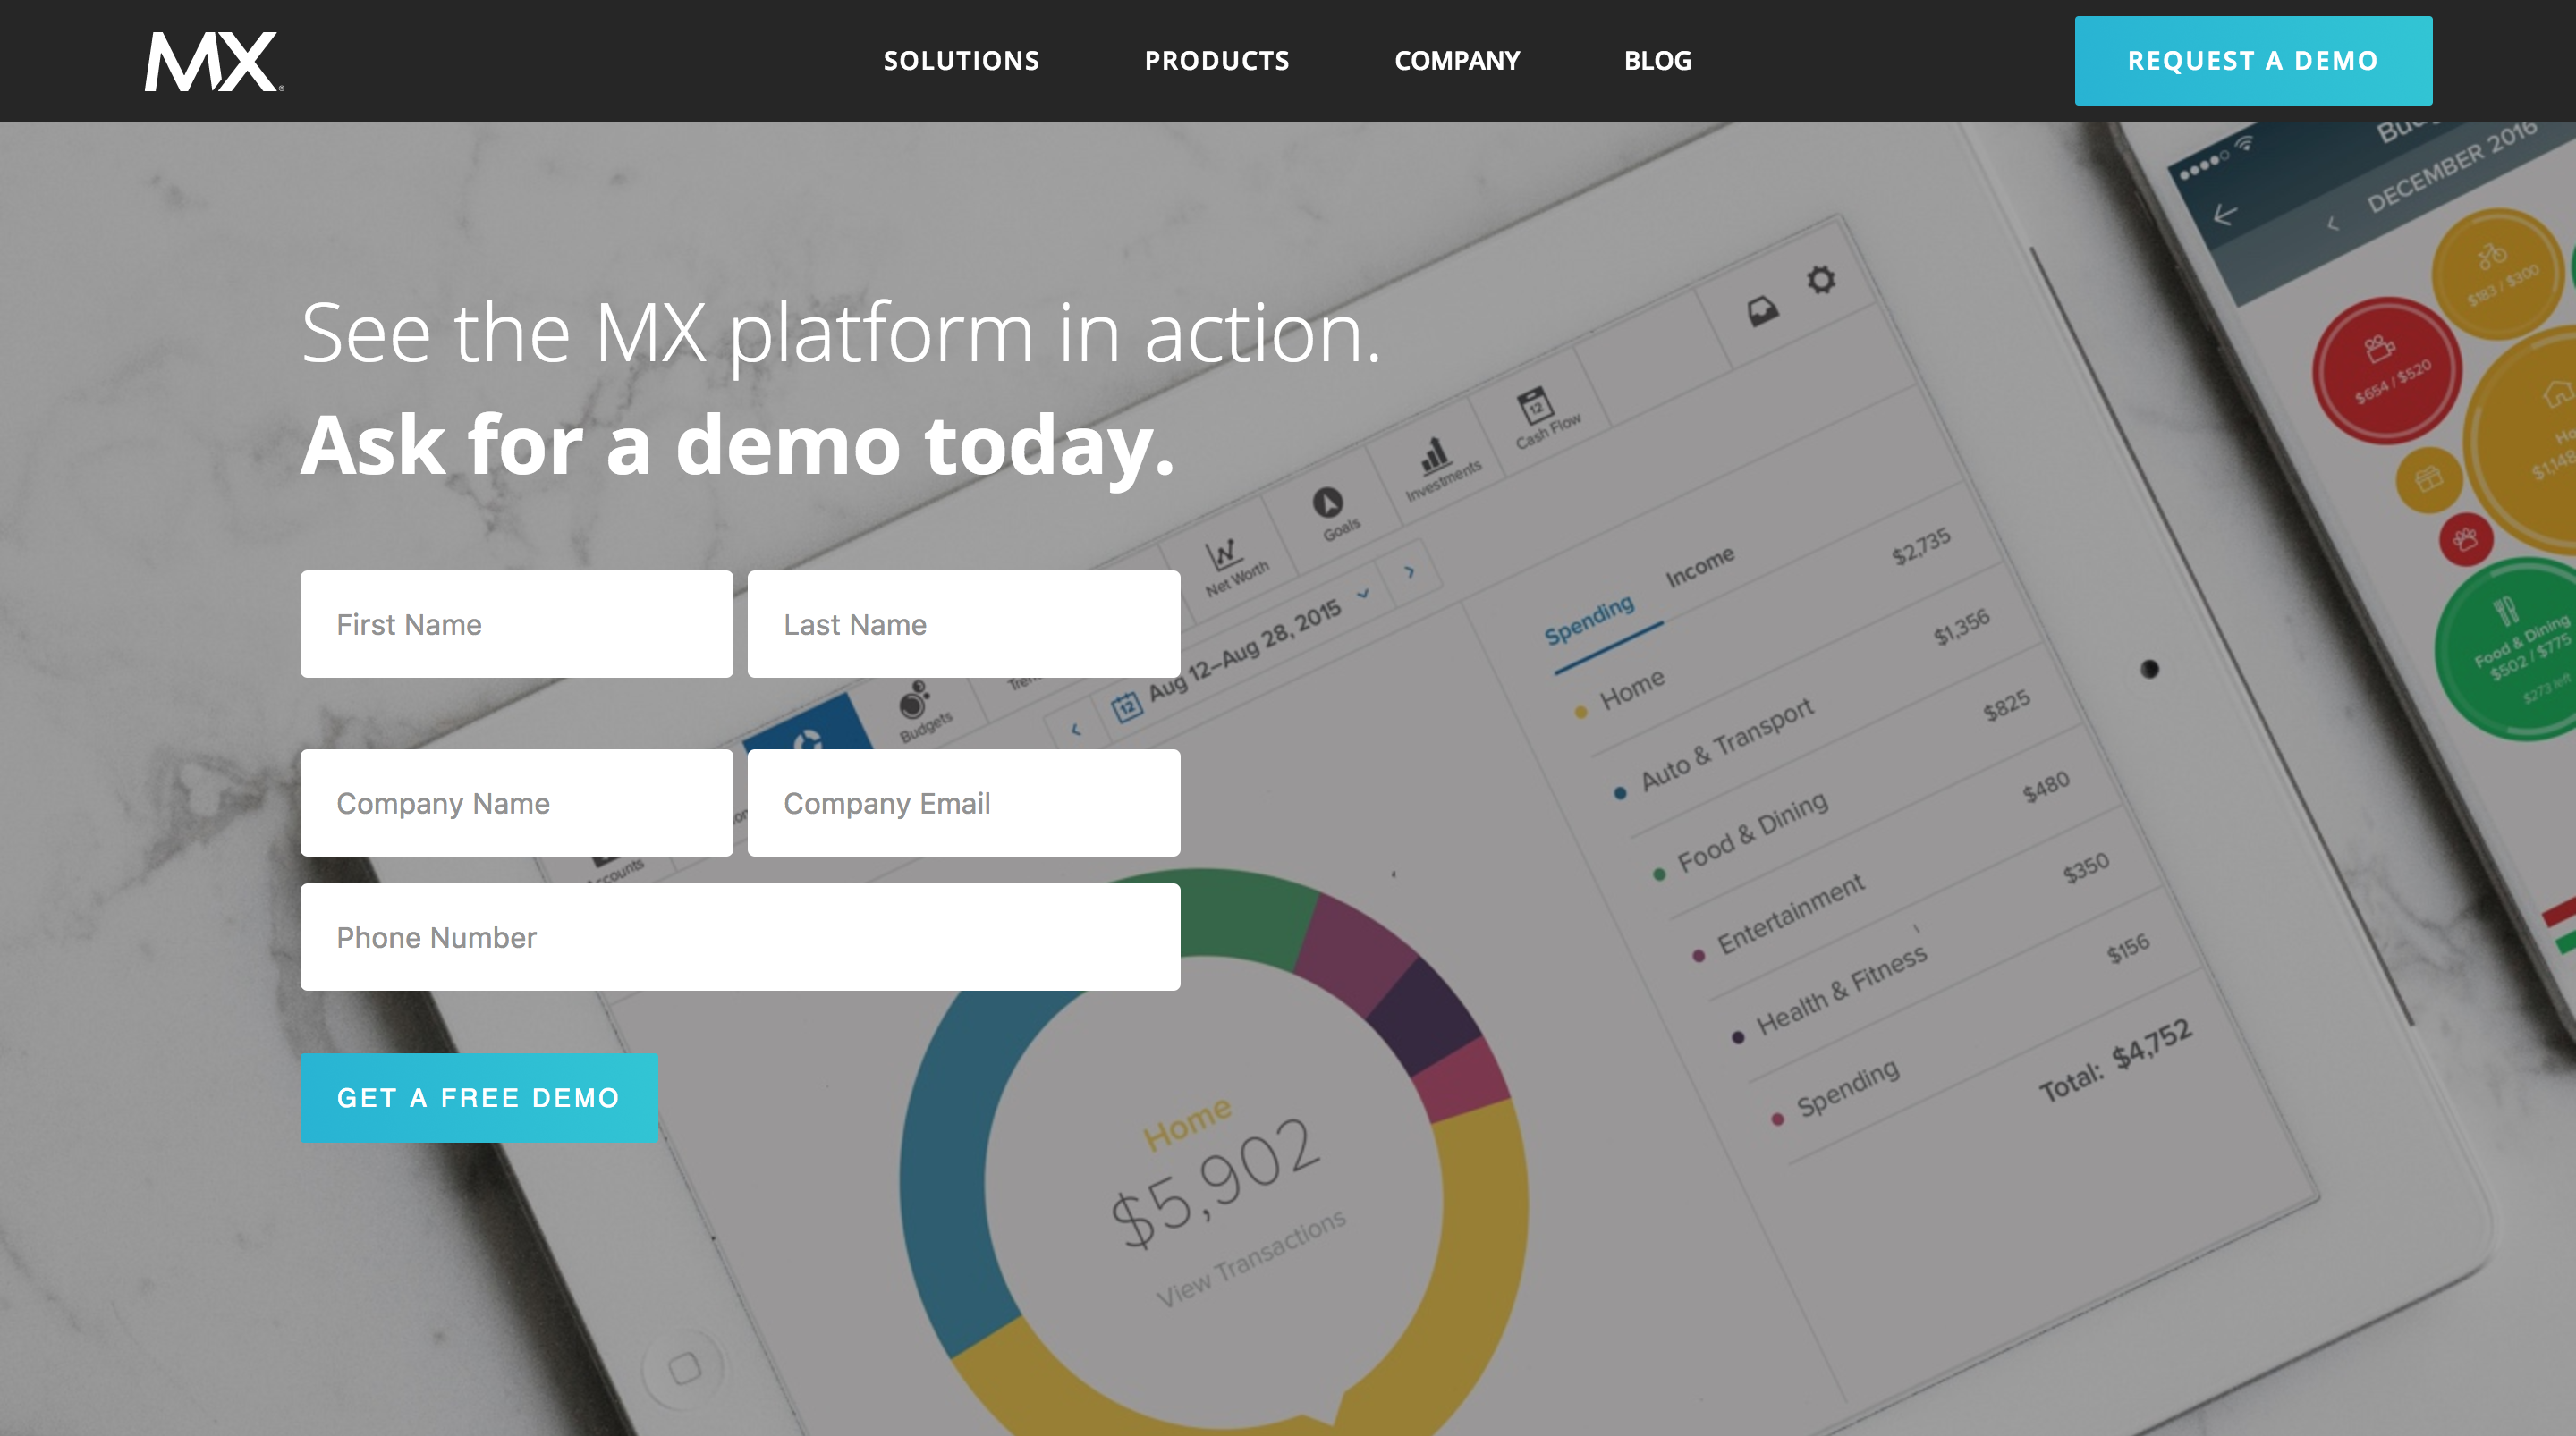 MX
SOLUTIONS
PRODUCTS
COMPANY
BLOG
REQUEST A DEMO
See the MX platform in action.
Ask for a demo today.
First Name
Last Name
Company Name
Company Email
Phone Number
GET A FREE DEMO
Budgets
Net Worth
Goals
Investments
12
Cash Flow
12
Aug 12–Aug 28, 2015
Spending
Income
Home
$2,735
Auto & Transport
$1,356
Food & Dining
$825
Entertainment
$480
Health & Fitness
$350
Spending
$156
Total: $4,752
Home
$5,902
View Transactions
DECEMBER 2016
$183 / $300
$654 / $520
Food & Dining
$502 / $775
$273 left